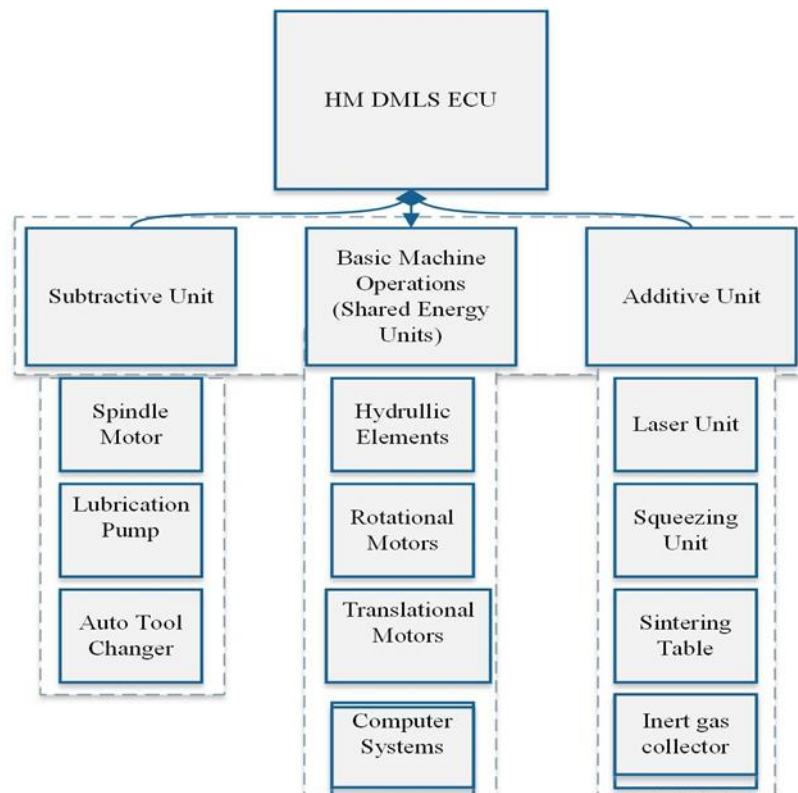 HM DMLS ECU
Subtractive Unit
Basic Machine
Operations
(Shared Energy
Units)
Additive Unit
Spindle
Motor
Lubrication
Pump
Auto Tool
Changer
Hydrullic
Elements
Rotational
Motors
Translational
Motors
Computer
Systems
Laser Unit
Squeezing
Unit
Sintering
Table
Inert gas
collector